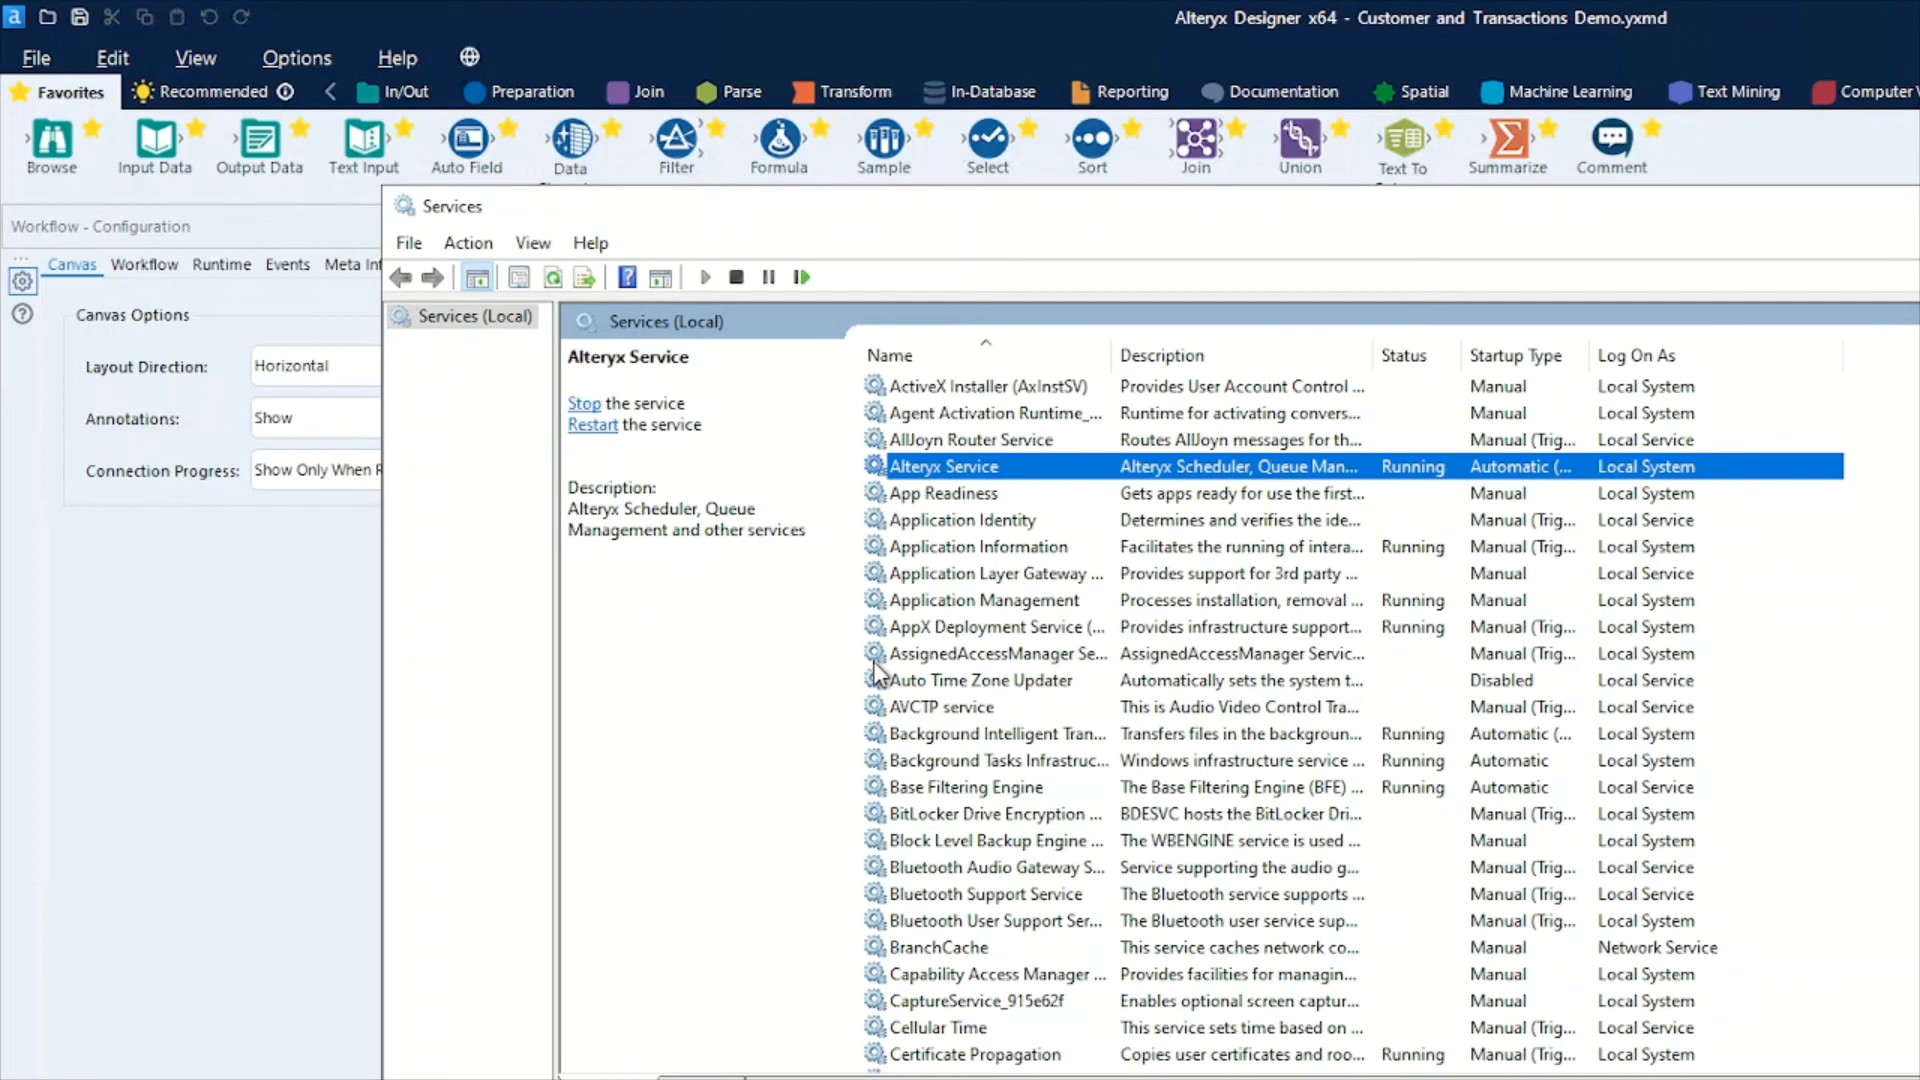 Alteryx Designer x64 - Customer and Transactions Demo.yxmd
File Edit View Options Help
Favorites Recommended In/Out Preparation Join Parse Transform In-Database Reporting Documentation Spatial Machine Learning Text Mining Computer V
Browse Input Data Output Data Text Input Auto Field Data Filter Formula Sample Select Sort Join Union Text To Summarize Comment
Workflow - Configuration
Canvas Workflow Runtime Events Meta Inf
Canvas Options
Layout Direction: Horizontal
Annotations: Show
Connection Progress: Show Only When R
Services
File Action View Help
Services (Local)
Services (Local)
Alteryx Service
Stop the service
Restart the service
Description:
Alteryx Scheduler, Queue
Management and other services
Name Description Status Startup Type Log On As
ActiveX Installer (AxInstSV) Provides User Account Control ... Manual Local System
Agent Activation Runtime_... Runtime for activating convers... Manual Local System
AllJoyn Router Service Routes AllJoyn messages for th... Manual (Trig... Local Service
Alteryx Service Alteryx Scheduler, Queue Man... Running Automatic (... Local System
App Readiness Gets apps ready for use the first... Manual Local System
Application Identity Determines and verifies the ide... Manual (Trig... Local Service
Application Information Facilitates the running of intera... Running Manual (Trig... Local System
Application Layer Gateway ... Provides support for 3rd party ... Manual Local Service
Application Management Processes installation, removal ... Running Manual Local System
AppX Deployment Service (... Provides infrastructure support... Running Manual (Trig... Local System
AssignedAccessManager Se... AssignedAccessManager Servic... Manual (Trig... Local System
Auto Time Zone Updater Automatically sets the system t... Disabled Local Service
AVCTP service This is Audio Video Control Tra... Manual (Trig... Local Service
Background Intelligent Tran... Transfers files in the backgroun... Running Automatic (... Local System
Background Tasks Infrastruc... Windows infrastructure service ... Running Automatic Local System
Base Filtering Engine The Base Filtering Engine (BFE) ... Running Automatic Local Service
BitLocker Drive Encryption ... BDESVC hosts the BitLocker Dri... Manual (Trig... Local System
Block Level Backup Engine ... The WBENGINE service is used ... Manual Local System
Bluetooth Audio Gateway S... Service supporting the audio g... Manual (Trig... Local Service
Bluetooth Support Service The Bluetooth service supports ... Manual (Trig... Local Service
Bluetooth User Support Ser... The Bluetooth user service sup... Manual (Trig... Local System
BranchCache This service caches network co... Manual Network Service
Capability Access Manager ... Provides facilities for managin... Manual Local System
CaptureService_915e62f Enables optional screen captur... Manual Local System
Cellular Time This service sets time based on ... Manual (Trig... Local Service
Certificate Propagation Copies user certificates and roo... Running Manual (Trig... Local System